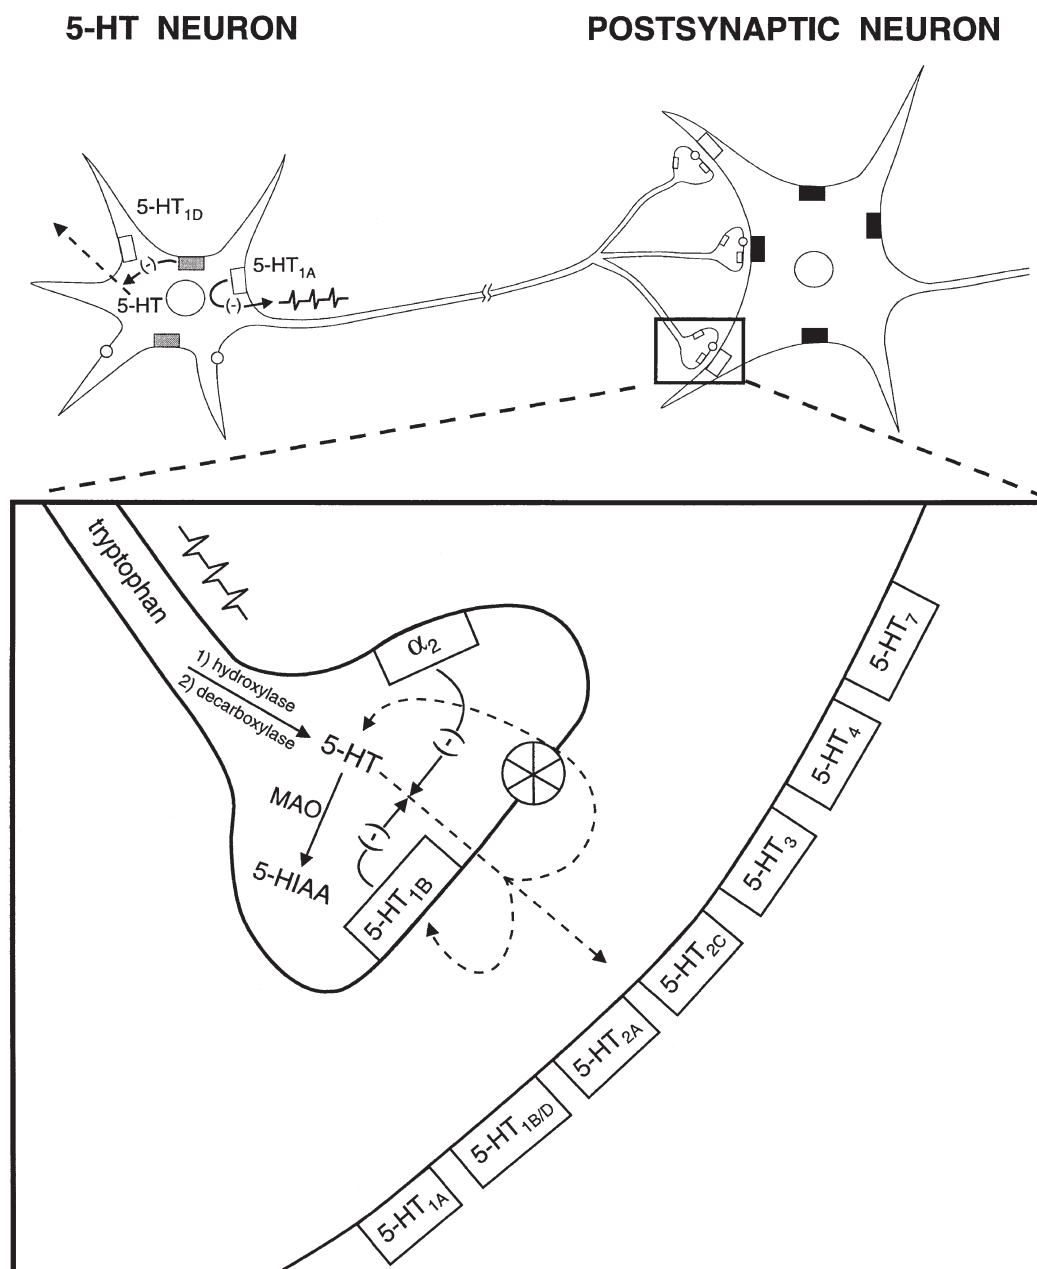 5-HT NEURON
POSTSYNAPTIC NEURON
5-HT1D
(-)
5-HT1A
5-HT
(-)
tryptophan
α2
1) hydroxylase
2) decarboxylase
(-)
5-HT
MAO
(-)
5-HIAA
5-HT1B
5-HT7
5-HT4
5-HT3
5-HT2C
5-HT2A
5-HT1B/D
5-HT1A